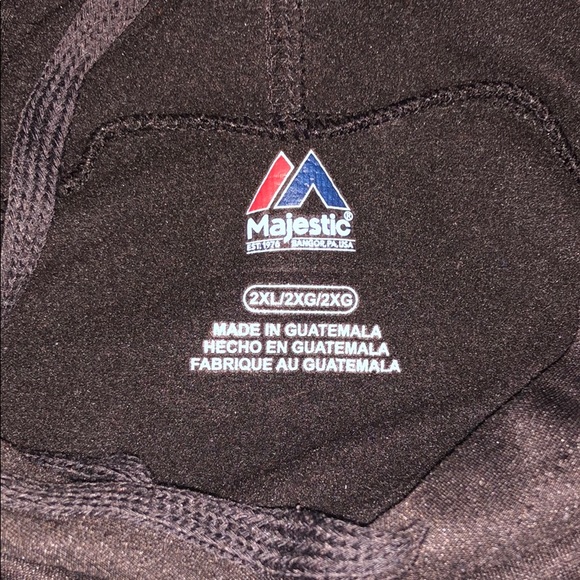 Majestic®
EST. 1976 BANGOR, PA, USA
2XL/2XG/2XG
MADE IN GUATEMALA
HECHO EN GUATEMALA
FABRIQUE AU GUATEMALA